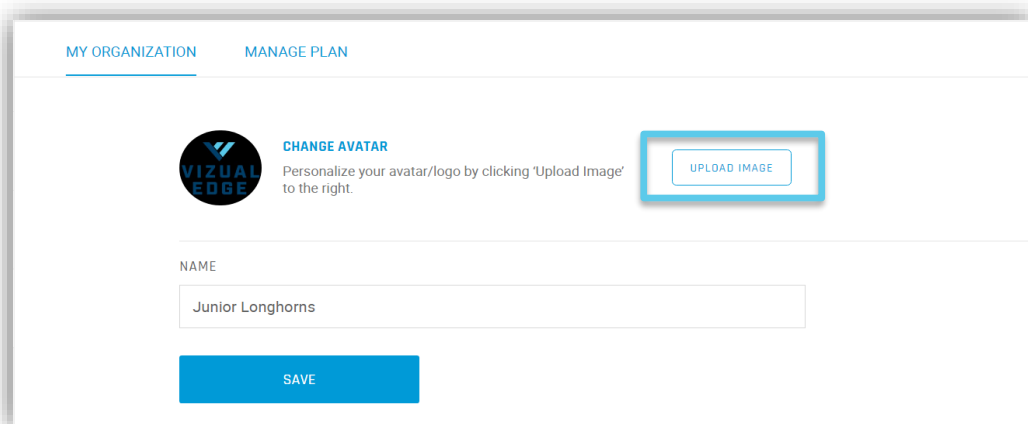 MY ORGANIZATION MANAGE PLAN
VIZUAL
EDGE
CHANGE AVATAR
Personalize your avatar/logo by clicking 'Upload Image'
to the right.
UPLOAD IMAGE
NAME
Junior Longhorns
SAVE